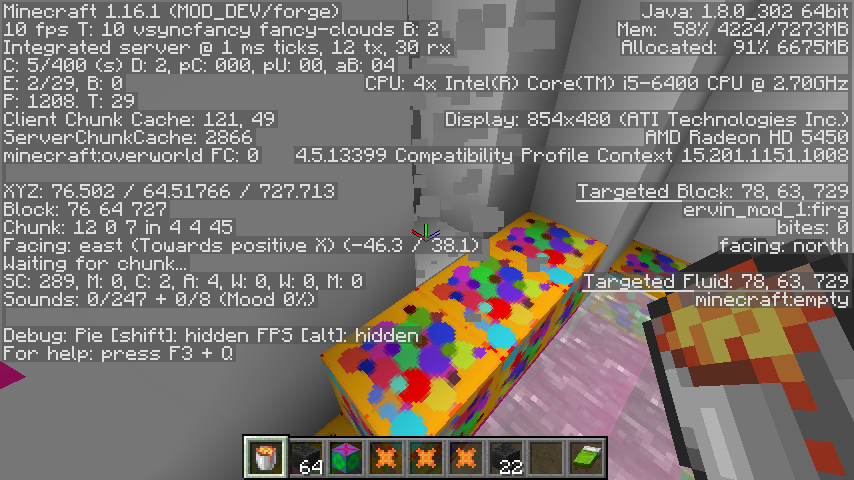 Minecraft 1.16.1 (MOD_DEV/forge)
10 fps T: 10 vsyncfancy fancy-clouds B: 2
Integrated server @ 1 ms ticks, 12 tx, 30 rx
C: 5/400 (s) D: 2, pC: 000, pU: 00, aB: 04
E: 2/29, B: 0
P: 1208. T: 29
Client Chunk Cache: 121, 49
ServerChunkCache: 2866
minecraft:overworld FC: 0
XYZ: 76.502 / 64.51766 / 727.713
Block: 76 64 727
Chunk: 12 0 7 in 4 4 45
Facing: east (Towards positive X) (-46.3 / 38.1)
Waiting for chunk...
SC: 289, M: 0, C: 2, A: 4, W: 0, W: 0, M: 0
Sounds: 0/247 + 0/8 (Mood 0%)
Debug: Pie [shift]: hidden FPS [alt]: hidden
For help: press F3 + Q
Java: 1.8.0_302 64bit
Mem: 58% 4224/7273MB
Allocated: 91% 6675MB
CPU: 4x Intel(R) Core(TM) i5-6400 CPU @ 2.70GHz
Display: 854x480 (ATI Technologies Inc.)
AMD Radeon HD 5450
4.5.13399 Compatibility Profile Context 15.201.1151.1008
Targeted Block: 78, 63, 729
ervin_mod_1:firg
bites: 0
facing: north
Targeted Fluid: 78, 63, 729
minecraft:empty
64
22